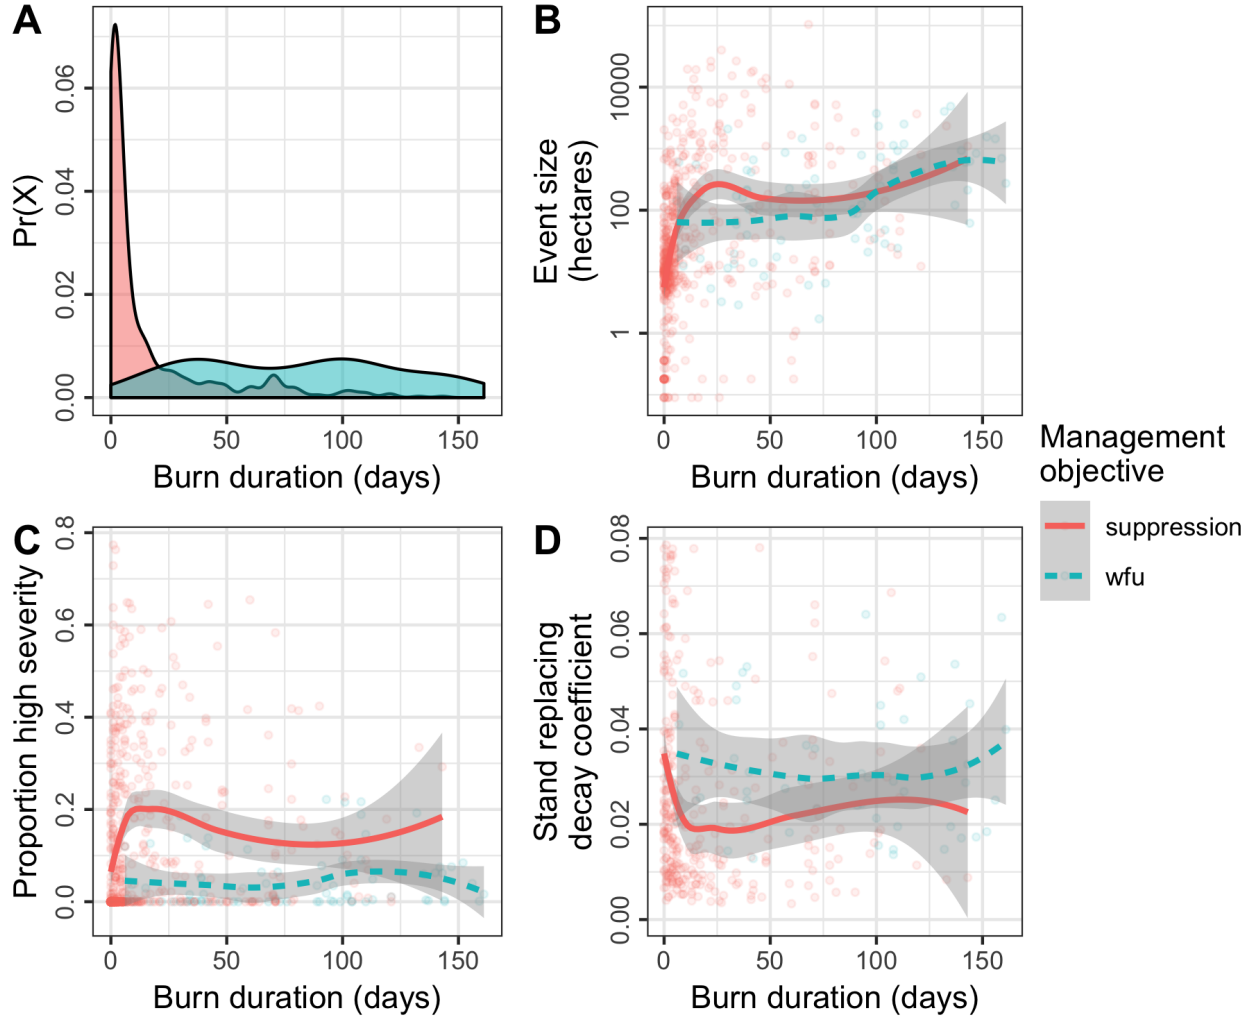 A
Pr(X)
0.06
0.04
0.02
0.00
0 50 100 150
Burn duration (days)
B
Event size
(hectares)
10000
100
1
0 50 100 150
Burn duration (days)
C
Proportion high severity
0.8
0.6
0.4
0.2
0.0
0 50 100 150
Burn duration (days)
D
Stand replacing
decay coefficient
0.08
0.06
0.04
0.02
0.00
0 50 100 150
Burn duration (days)
Management
objective
suppression
wfu